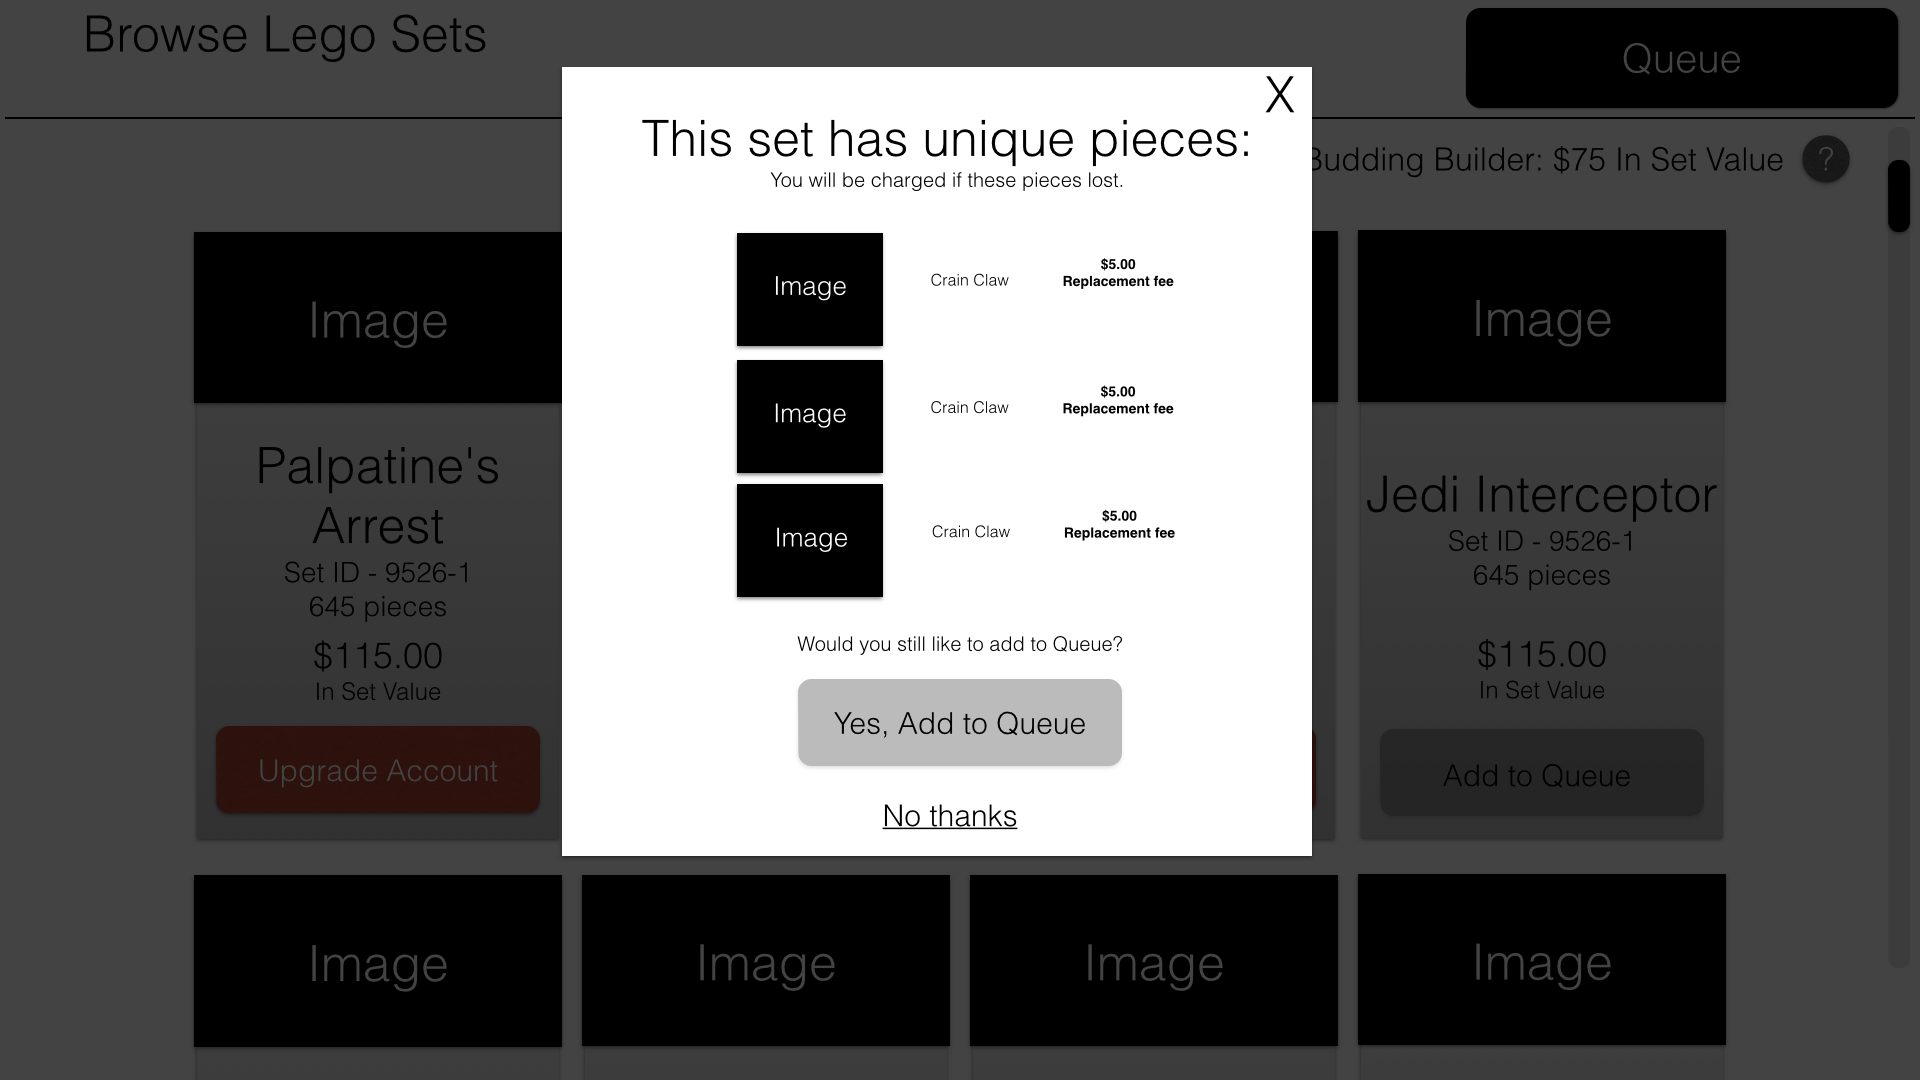 Browse Lego Sets
Queue
Budding Builder: $75 In Set Value
?
X
This set has unique pieces:
You will be charged if these pieces lost.
Image
Crain Claw
$5.00
Replacement fee
Image
Crain Claw
$5.00
Replacement fee
Image
Crain Claw
$5.00
Replacement fee
Would you still like to add to Queue?
Yes, Add to Queue
No thanks
Image
Palpatine's
Arrest
Set ID - 9526-1
645 pieces
$115.00
In Set Value
Upgrade Account
Image
Jedi Interceptor
Set ID - 9526-1
645 pieces
$115.00
In Set Value
Add to Queue
Image
Image
Image
Image